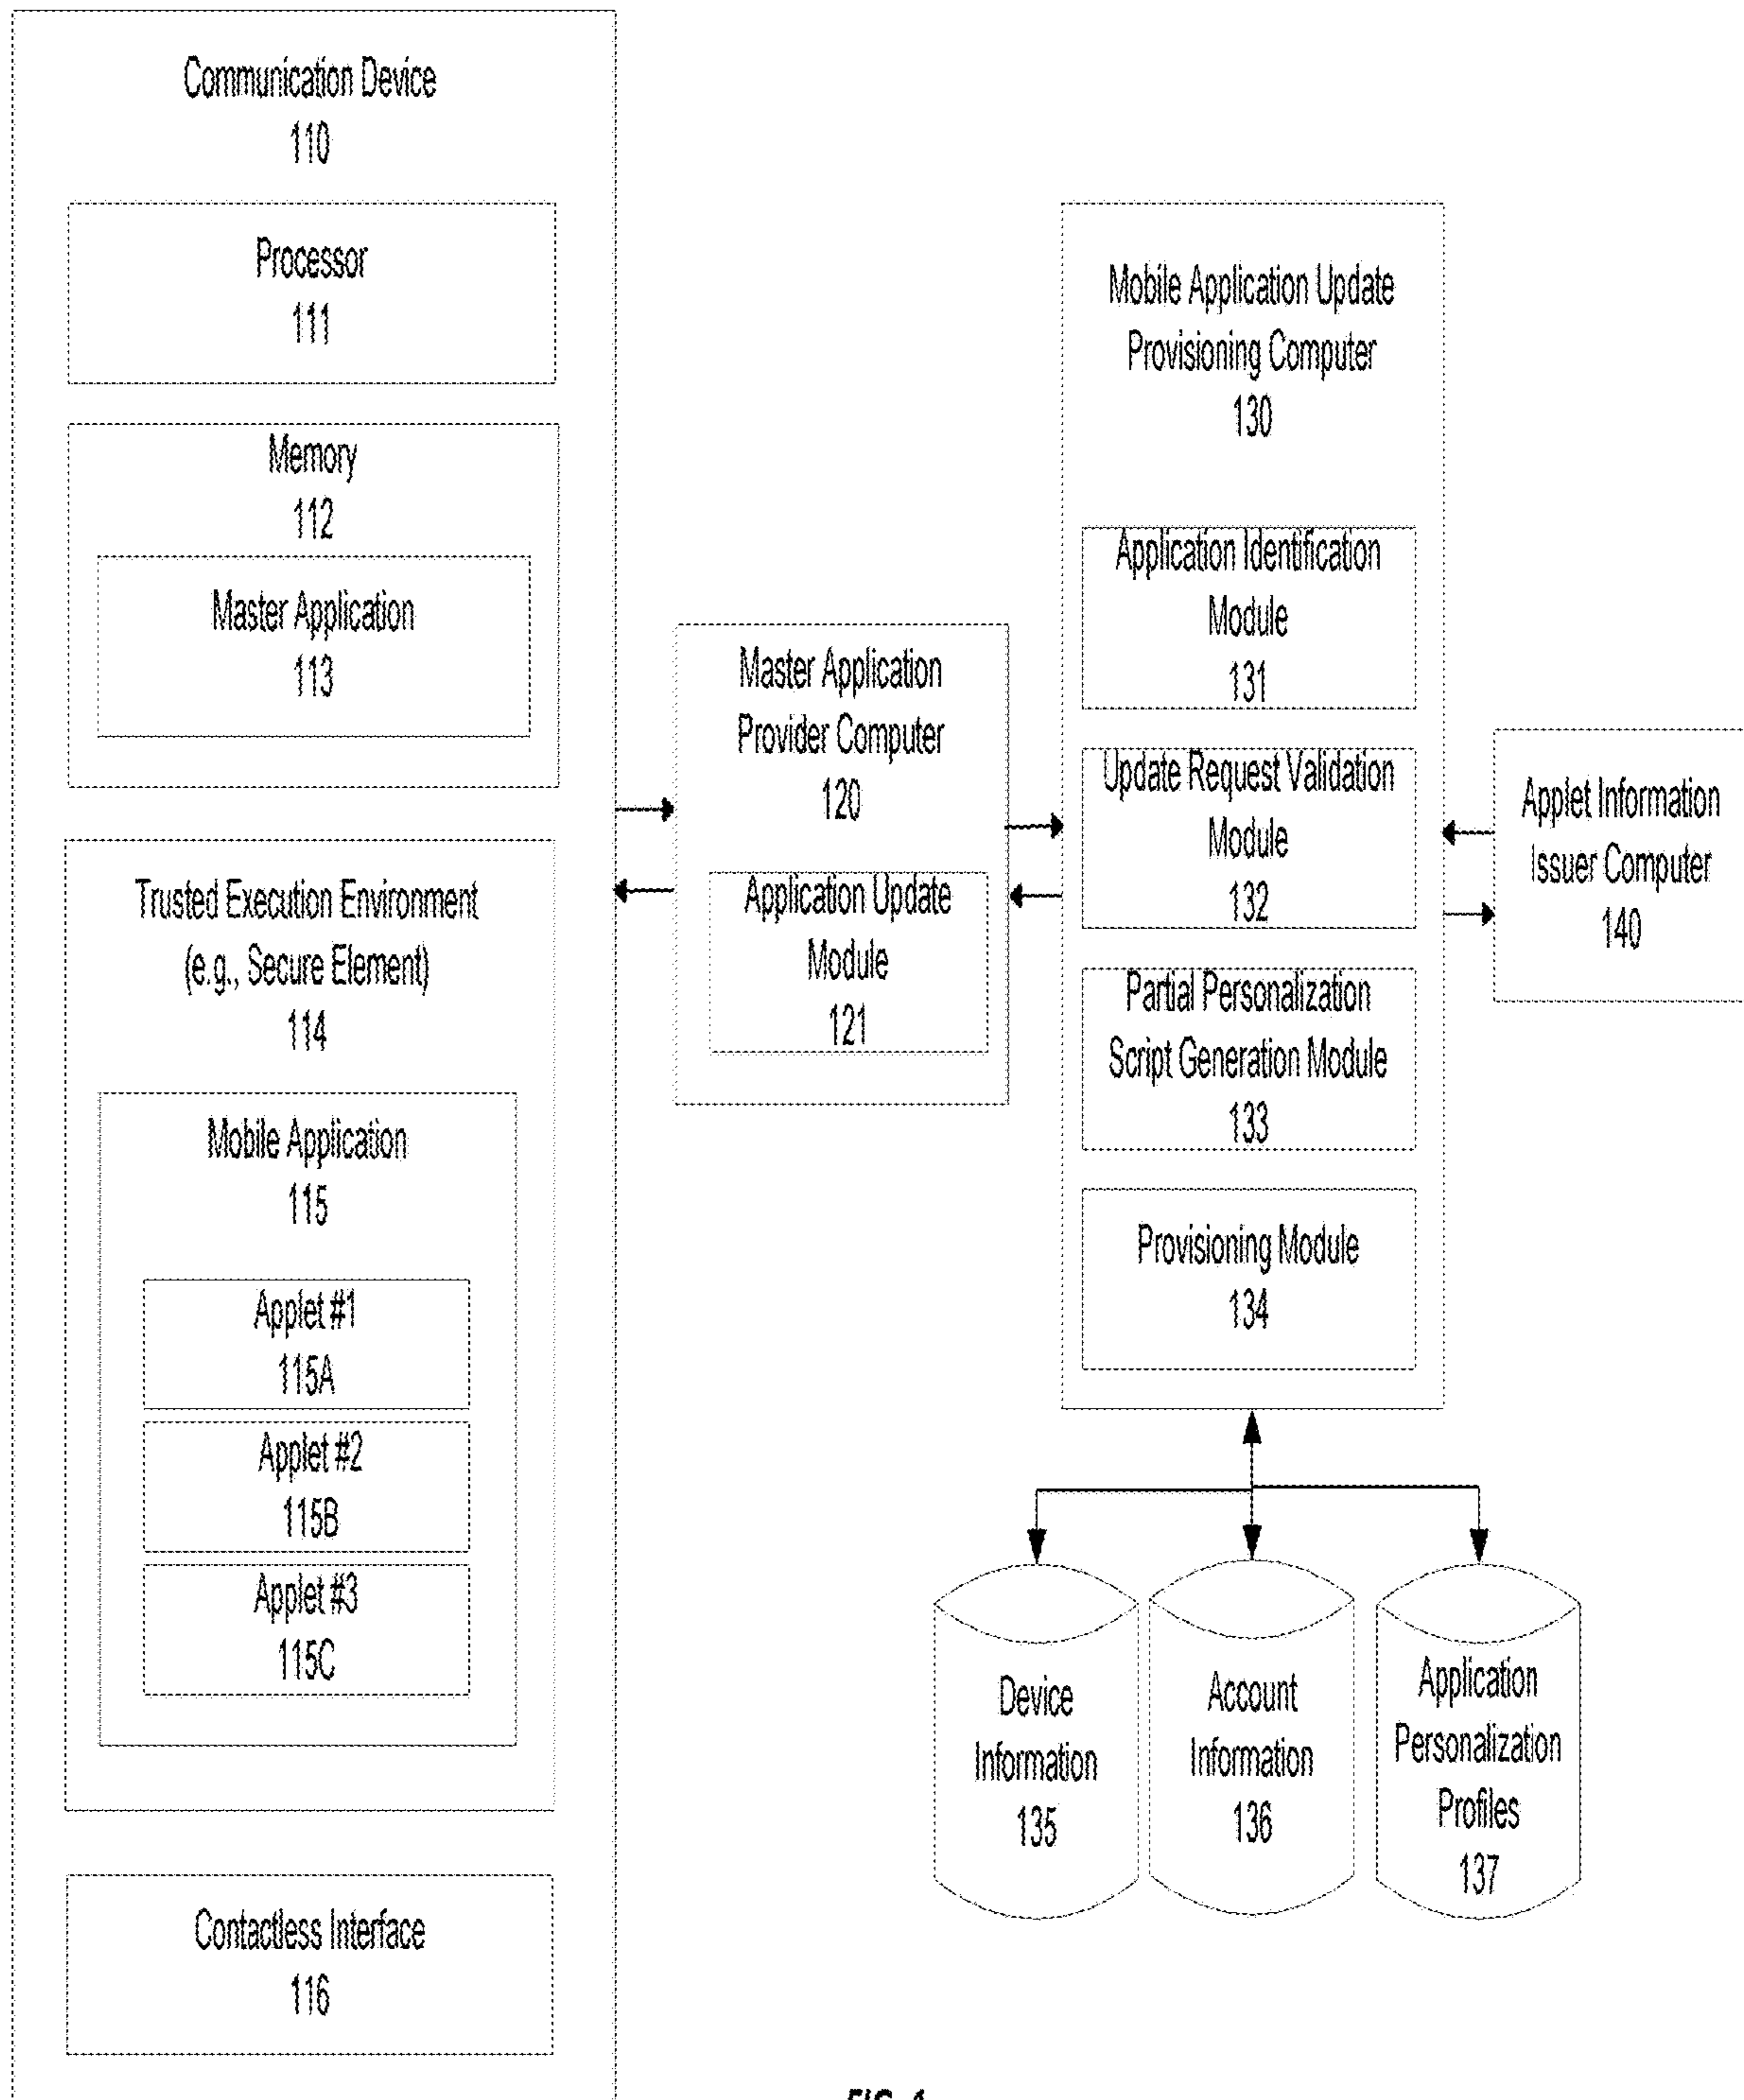 Communication Device
110
Processor
111
Memory
112
Master Application
113
Trusted Execution Environment
(e.g., Secure Element)
114
Mobile Application
115
Applet #1
115A
Applet #2
115B
Applet #3
115C
Contactless Interface
116
Master Application
Provider Computer
120
Application Update
Module
121
Mobile Application Update
Provisioning Computer
130
Application Identification
Module
131
Update Request Validation
Module
132
Partial Personalization
Script Generation Module
133
Provisioning Module
134
Applet Information
Issuer Computer
140
Device
Information
135
Account
Information
136
Application
Personalization
Profiles
137